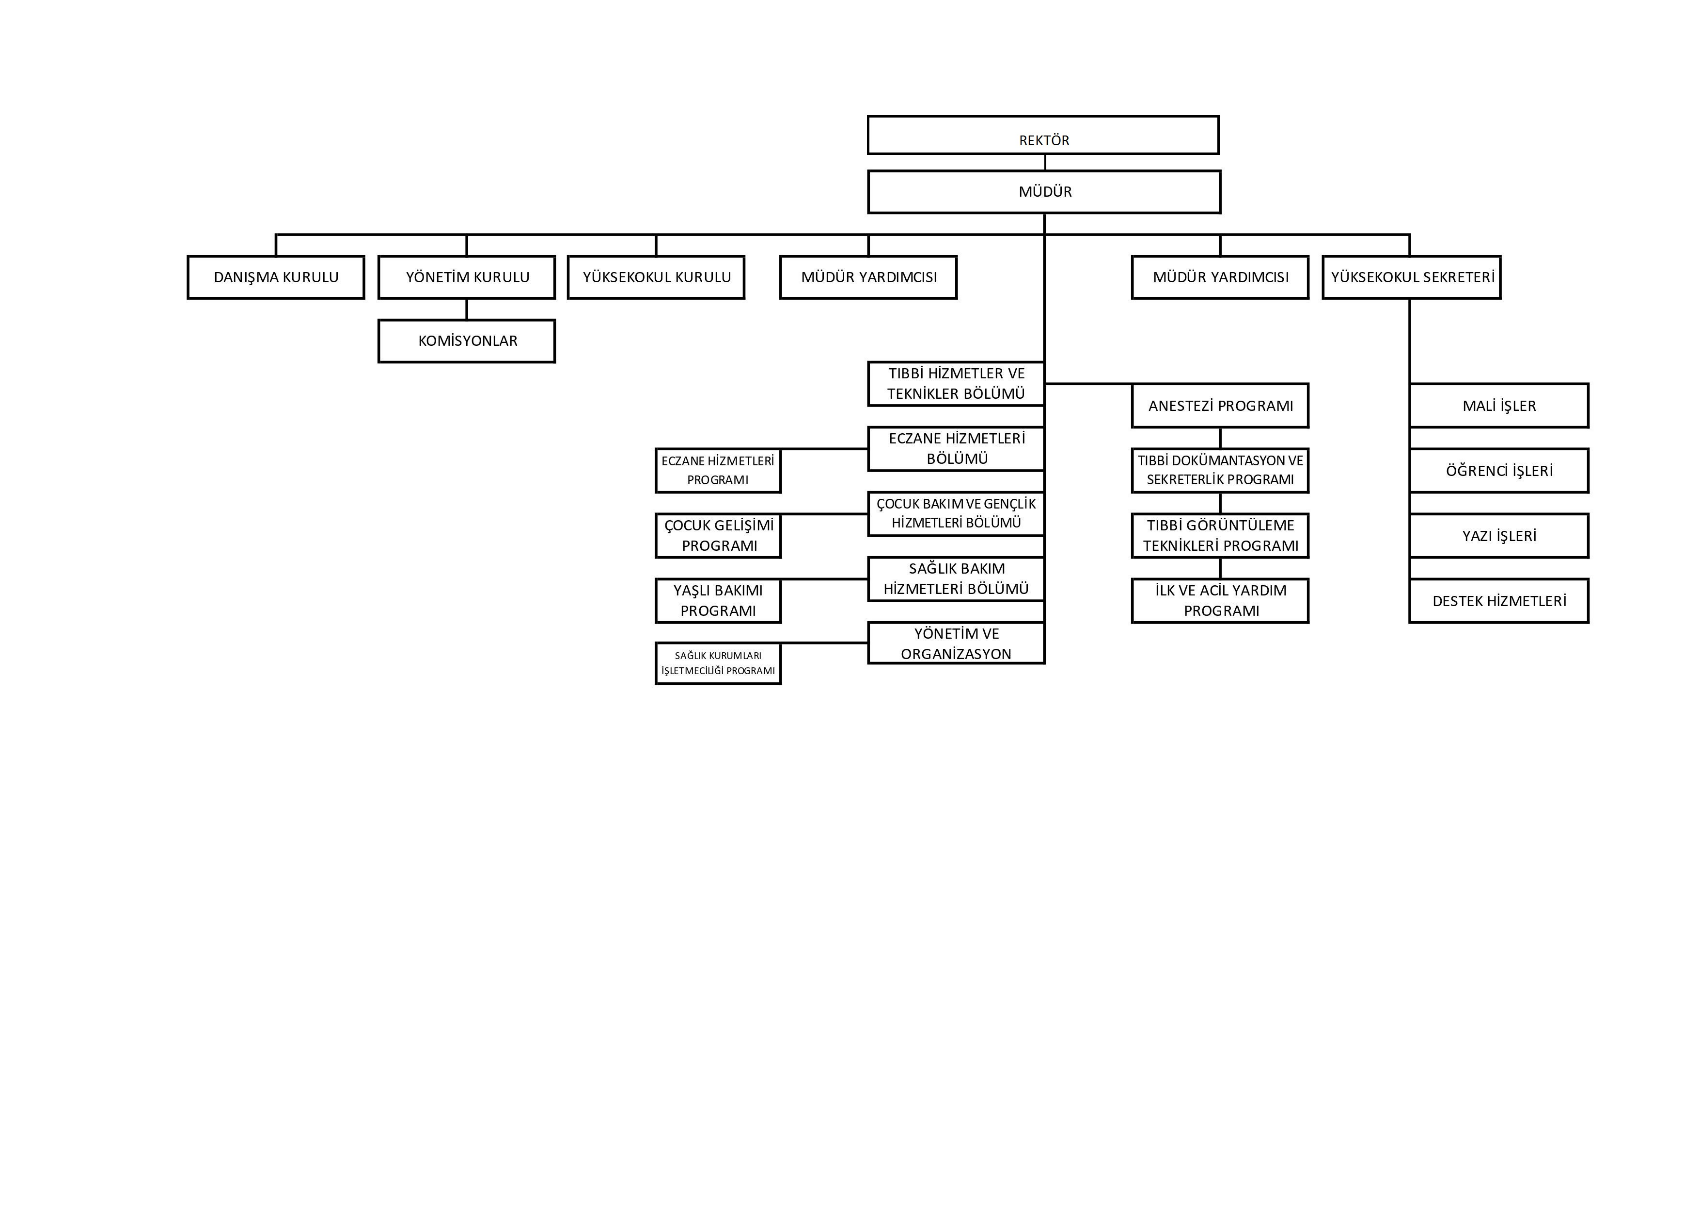 REKTÖR
MÜDÜR
DANIŞMA KURULU
YÖNETİM KURULU
YÜKSEKOKUL KURULU
MÜDÜR YARDIMCISI
MÜDÜR YARDIMCISI
YÜKSEKOKUL SEKRETERİ
KOMİSYONLAR
TIBBİ HİZMETLER VE
TEKNİKLER BÖLÜMÜ
ANESTEZİ PROGRAMI
MALİ İŞLER
ECZANE HİZMETLERİ
BÖLÜMÜ
ECZANE HİZMETLERİ
PROGRAMI
TIBBİ DOKÜMANTASYON VE
SEKRETERLİK PROGRAMI
ÖĞRENCİ İŞLERİ
ÇOCUK BAKIM VE GENÇLİK
HİZMETLERİ BÖLÜMÜ
ÇOCUK GELİŞİMİ
PROGRAMI
TIBBİ GÖRÜNTÜLEME
TEKNİKLERİ PROGRAMI
YAZI İŞLERİ
SAĞLIK BAKIM
HİZMETLERİ BÖLÜMÜ
YAŞLI BAKIMI
PROGRAMI
İLK VE ACİL YARDIM
PROGRAMI
DESTEK HİZMETLERİ
YÖNETİM VE
ORGANİZASYON
SAĞLIK KURUMLARI
İŞLETMECİLİĞİ PROGRAMI